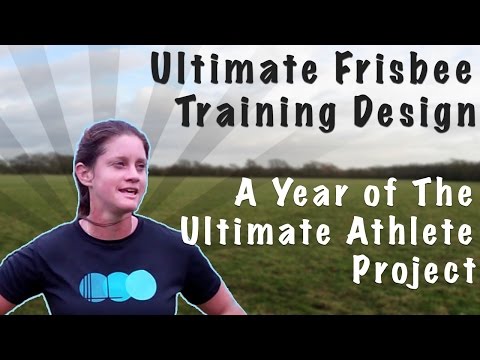 Ultimate Frisbee
Training Design
A Year of The
Ultimate Athlete
Project